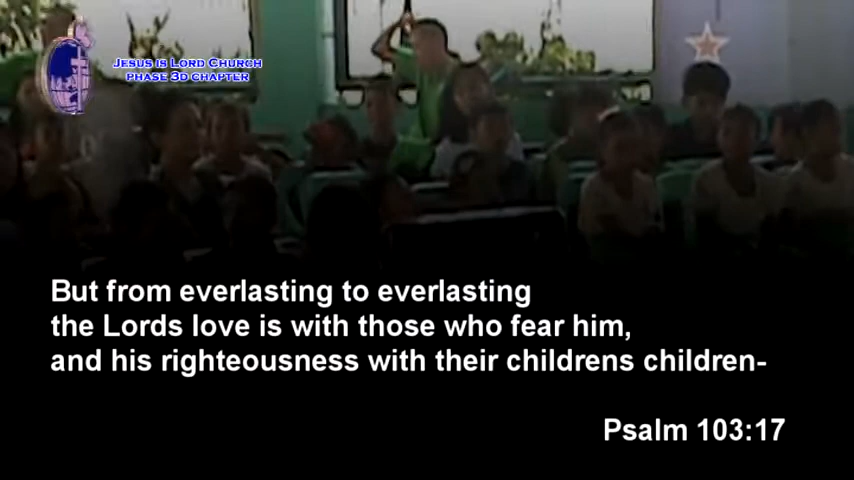 Jesus is Lord Church
phase 3d chapter
But from everlasting to everlasting
the Lords love is with those who fear him,
and his righteousness with their childrens children-
Psalm 103:17